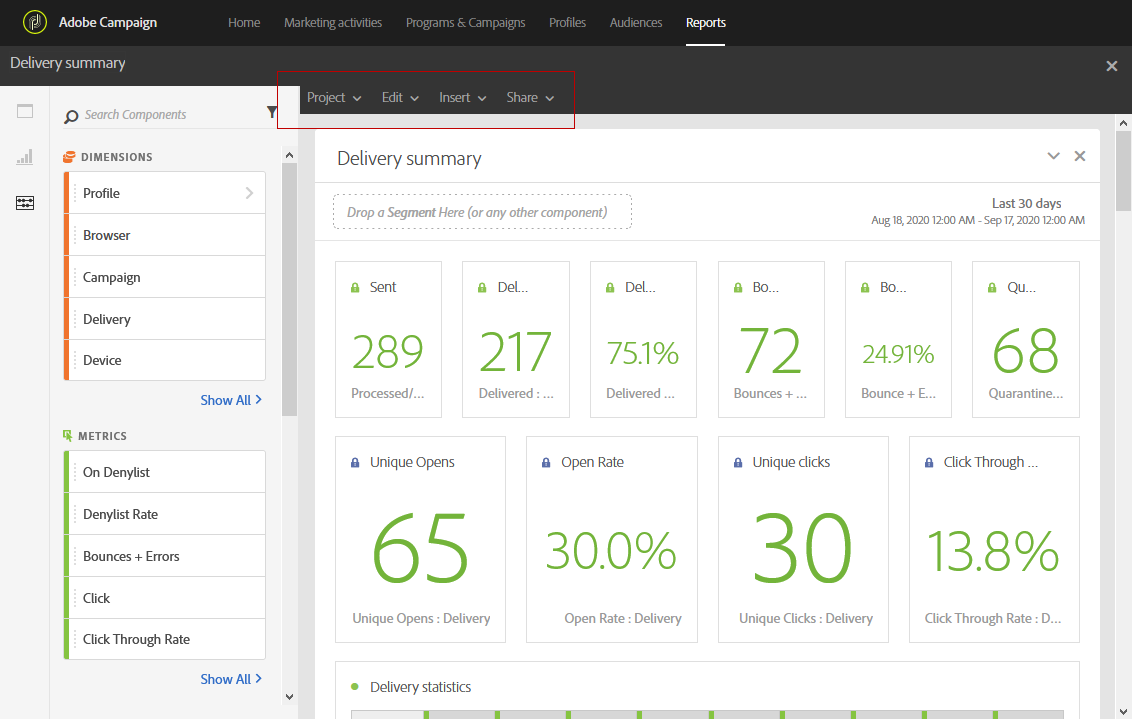 Adobe Campaign
Home Marketing activities Programs & Campaigns Profiles Audiences Reports
Delivery summary
Project Edit Insert Share
Search Components
DIMENSIONS
Profile
Browser
Campaign
Delivery
Device
Show All
METRICS
On Denylist
Denylist Rate
Bounces + Errors
Click
Click Through Rate
Show All
Delivery summary
Drop a Segment Here (or any other component)
Last 30 days
Aug 18, 2020 12:00 AM - Sep 17, 2020 12:00 AM
Sent
289
Processed/...
Del...
217
Delivered : ...
Del...
75.1%
Delivered ...
Bo...
72
Bounces + ...
Bo...
24.91%
Bounce + E...
Qu...
68
Quarantine...
Unique Opens
65
Unique Opens : Delivery
Open Rate
30.0%
Open Rate : Delivery
Unique clicks
30
Unique Clicks : Delivery
Click Through ...
13.8%
Click Through Rate : D...
Delivery statistics